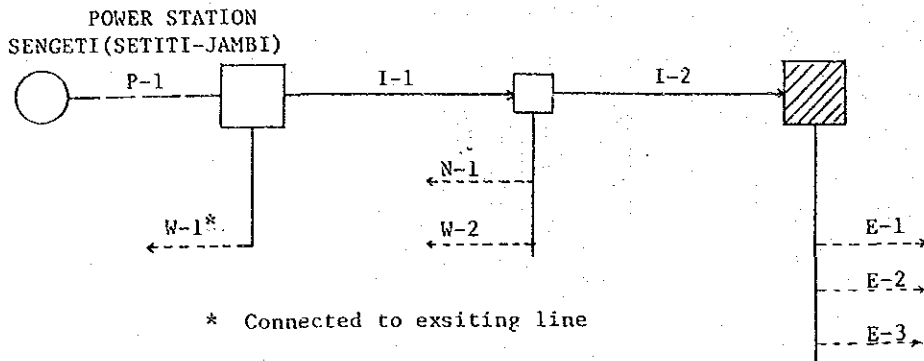 POWER STATION
SENGETI(SETITI-JAMBI)
P-1
I-1
I-2
N-1
W-1*
W-2
E-1
E-2
E-3
* Connected to exsiting line